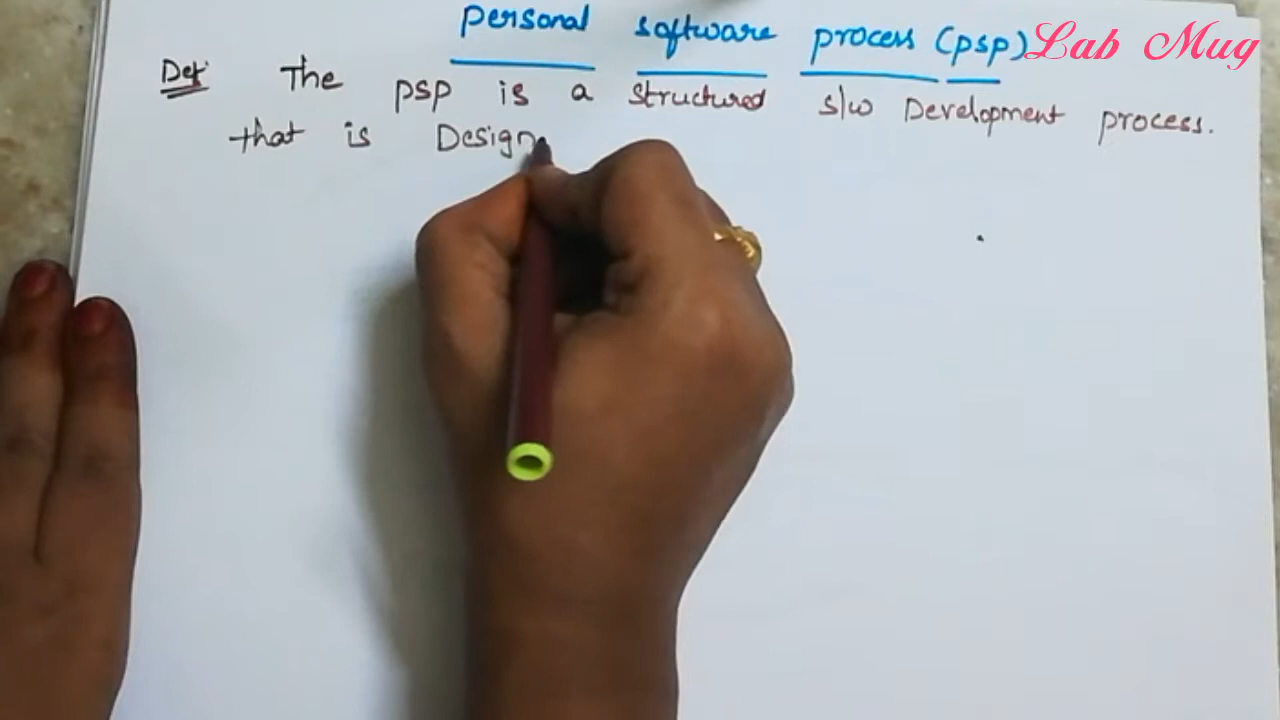 personal software process (psp)
Lab Mug
Def: The psp is a structured s/w Development process.
that is Design